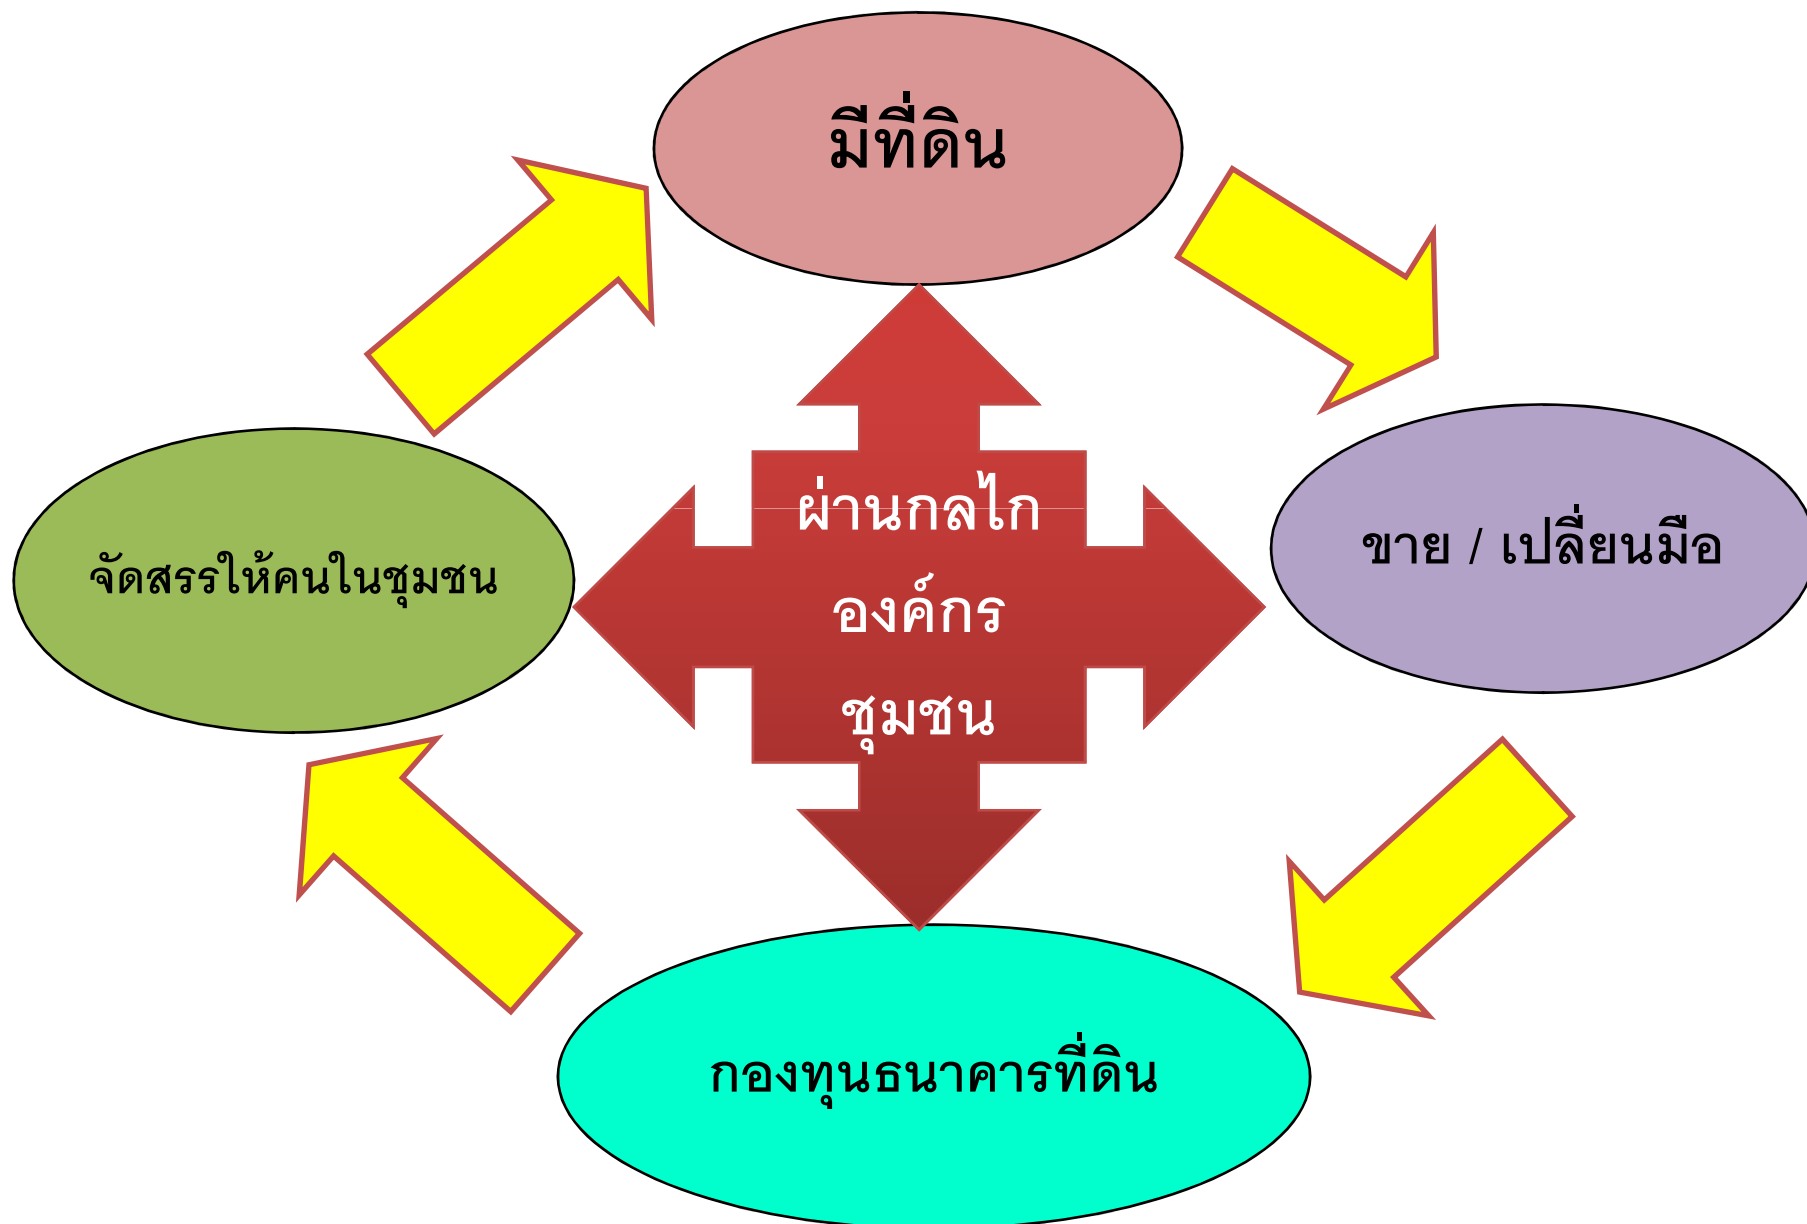 มีที่ดิน
ขาย / เปลี่ยนมือ
กองทุนธนาคารที่ดิน
จัดสรรให้คนในชุมชน
ผ่านกลไก
องค์กร
ชุมชน